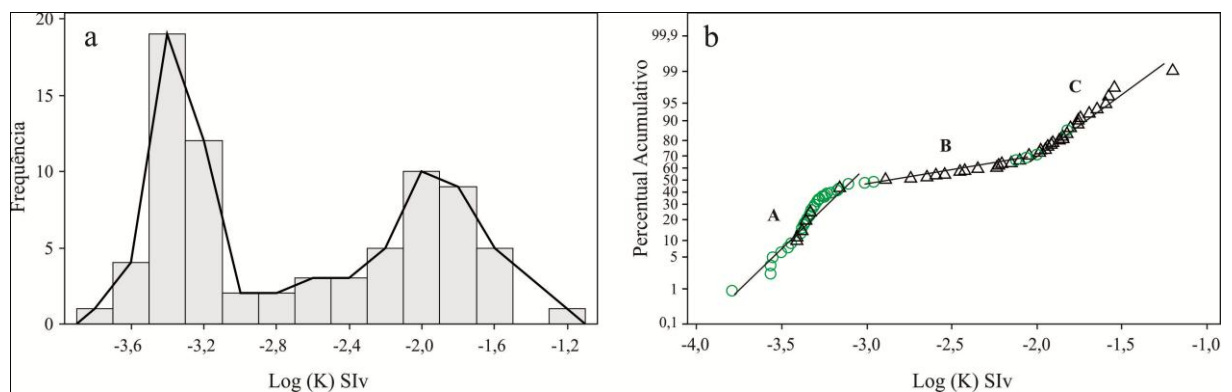 a
Frequência
20
15
10
5
0
-3,6 -3,2 -2,8 -2,4 -2,0 -1,6 -1,2
Log (K) SIv
b
Percentual Acumulativo
99,9
99
95
90
80
70
60
50
40
30
20
10
5
1
0,1
A
B
C
-4,0 -3,5 -3,0 -2,5 -2,0 -1,5 -1,0
Log (K) SIv